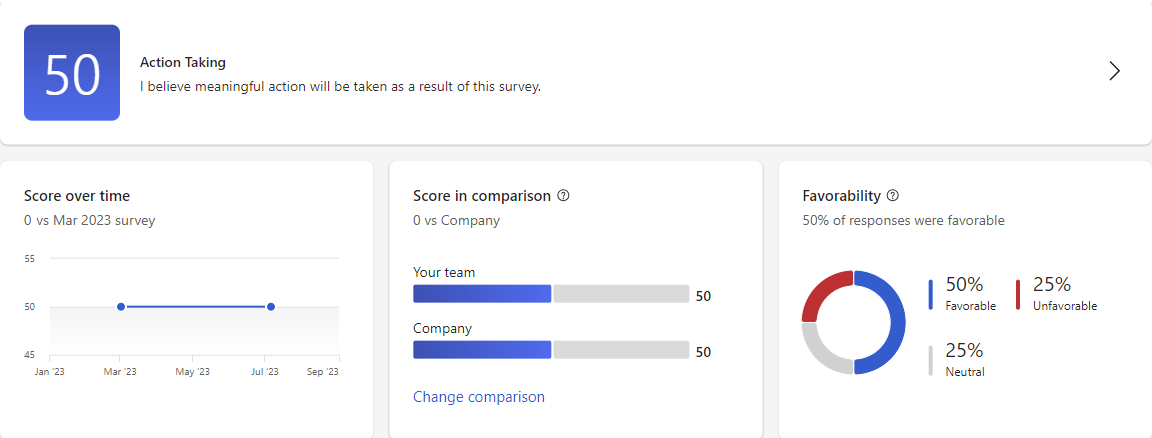 50
Action Taking
I believe meaningful action will be taken as a result of this survey.
Score over time
0 vs Mar 2023 survey
55
50
45
Jan '23 Mar '23 May '23 Jul '23 Sep '23
Score in comparison
0 vs Company
Your team
50
Company
50
Change comparison
Favorability
50% of responses were favorable
50% 25%
Favorable Unfavorable
25%
Neutral